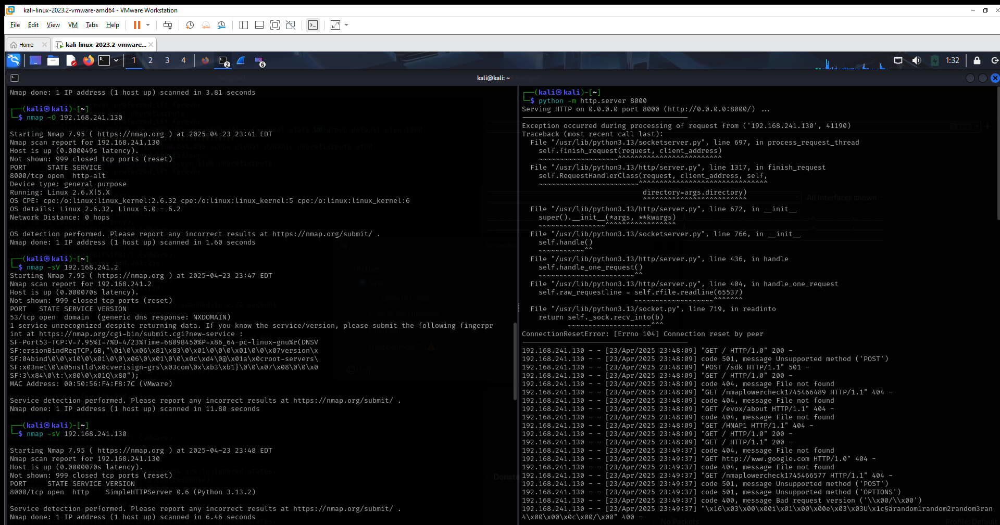 kali-linux-2023.2-vmware-amd64 - VMware Workstation
File Edit View VM Tabs Help
Home kali-linux-2023.2-vmware...
1 2 3 4 2 6 1:32
kali@kali: ~
Nmap done: 1 IP address (1 host up) scanned in 3.81 seconds
┌──(kali㉿kali)-[~]
└─$ nmap -O 192.168.241.130
Starting Nmap 7.95 ( https://nmap.org ) at 2025-04-23 23:41 EDT
Nmap scan report for 192.168.241.130
Host is up (0.000049s latency).
Not shown: 999 closed tcp ports (reset)
PORT     STATE SERVICE
8000/tcp open  http-alt
Device type: general purpose
Running: Linux 2.6.X|5.X
OS CPE: cpe:/o:linux:linux_kernel:2.6.32 cpe:/o:linux:linux_kernel:5 cpe:/o:linux:linux_kernel:6
OS details: Linux 2.6.32, Linux 5.0 - 6.2
Network Distance: 0 hops
OS detection performed. Please report any incorrect results at https://nmap.org/submit/ .
Nmap done: 1 IP address (1 host up) scanned in 1.60 seconds
┌──(kali㉿kali)-[~]
└─$ nmap -sV 192.168.241.2
Starting Nmap 7.95 ( https://nmap.org ) at 2025-04-23 23:47 EDT
Nmap scan report for 192.168.241.2
Host is up (0.000070s latency).
Not shown: 999 closed tcp ports (reset)
PORT   STATE SERVICE VERSION
53/tcp open  domain  (generic dns response: NXDOMAIN)
1 service unrecognized despite returning data. If you know the service/version, please submit the following fingerpr
int at https://nmap.org/cgi-bin/submit.cgi?new-service :
SF-Port53-TCP:V=7.95%I=7%D=4/23%Time=6809B450%P=x86_64-pc-linux-gnu%r(DNSV
SF:ersionBindReqTCP,6B,"\0i\0\x06\x81\x83\0\x01\0\0\0\x01\0\0\x07version\x
SF:04bind\0\0\x10\0\x01\0\0\x06\0\x01\0\0\x0c\xd4\0@\x01a\x0croot-servers\
SF:x03net\0\x05nstld\x0cverisign-grs\x03com\0x\xb3\xb1}\0\0\x07\x08\0\0\x0
SF:3\x84\0\t:\x80\0\x01Q\x80");
MAC Address: 00:50:56:F4:F8:7C (VMware)
Service detection performed. Please report any incorrect results at https://nmap.org/submit/ .
Nmap done: 1 IP address (1 host up) scanned in 11.80 seconds
┌──(kali㉿kali)-[~]
└─$ nmap -sV 192.168.241.130
Starting Nmap 7.95 ( https://nmap.org ) at 2025-04-23 23:48 EDT
Nmap scan report for 192.168.241.130
Host is up (0.0000070s latency).
Not shown: 999 closed tcp ports (reset)
PORT     STATE SERVICE VERSION
8000/tcp open  http    SimpleHTTPServer 0.6 (Python 3.13.2)
Service detection performed. Please report any incorrect results at https://nmap.org/submit/ .
Nmap done: 1 IP address (1 host up) scanned in 6.46 seconds
┌──(kali㉿kali)-[~]
└─$ python -m http.server 8000
Serving HTTP on 0.0.0.0 port 8000 (http://0.0.0.0:8000/) ...
----------------------------------------
Exception occurred during processing of request from ('192.168.241.130', 41190)
Traceback (most recent call last):
  File "/usr/lib/python3.13/socketserver.py", line 697, in process_request_thread
    self.finish_request(request, client_address)
    ~~~~~~~~~~~~~~~~~~~^^^^^^^^^^^^^^^^^^^^^^^^^
  File "/usr/lib/python3.13/http/server.py", line 1317, in finish_request
    self.RequestHandlerClass(request, client_address, self,
    ~~~~~~~~~~~~~~~~~~~~~~~~^^^^^^^^^^^^^^^^^^^^^^^^^^^^^^^
                             directory=args.directory)
                             ^^^^^^^^^^^^^^^^^^^^^^^^^
  File "/usr/lib/python3.13/http/server.py", line 672, in __init__
    super().__init__(*args, **kwargs)
    ~~~~~~~~~~~~~~~~^^^^^^^^^^^^^^^^^
  File "/usr/lib/python3.13/socketserver.py", line 766, in __init__
    self.handle()
    ~~~~~~~~~~~^^
  File "/usr/lib/python3.13/http/server.py", line 436, in handle
    self.handle_one_request()
    ~~~~~~~~~~~~~~~~~~~~~~~^^
  File "/usr/lib/python3.13/http/server.py", line 404, in handle_one_request
    self.raw_requestline = self.rfile.readline(65537)
                           ~~~~~~~~~~~~~~~~~~~^^^^^^^
  File "/usr/lib/python3.13/socket.py", line 719, in readinto
    return self._sock.recv_into(b)
           ~~~~~~~~~~~~~~~~~~~~^^^
ConnectionResetError: [Errno 104] Connection reset by peer
----------------------------------------
192.168.241.130 - - [23/Apr/2025 23:48:09] "GET / HTTP/1.0" 200 -
192.168.241.130 - - [23/Apr/2025 23:48:09] code 501, message Unsupported method ('POST')
192.168.241.130 - - [23/Apr/2025 23:48:09] "POST /sdk HTTP/1.1" 501 -
192.168.241.130 - - [23/Apr/2025 23:48:09] "GET / HTTP/1.0" 200 -
192.168.241.130 - - [23/Apr/2025 23:48:09] code 404, message File not found
192.168.241.130 - - [23/Apr/2025 23:48:09] "GET /nmaplowercheck1745466489 HTTP/1.1" 404 -
192.168.241.130 - - [23/Apr/2025 23:48:09] code 404, message File not found
192.168.241.130 - - [23/Apr/2025 23:48:09] "GET /evox/about HTTP/1.1" 404 -
192.168.241.130 - - [23/Apr/2025 23:48:09] code 404, message File not found
192.168.241.130 - - [23/Apr/2025 23:48:09] "GET /HNAP1 HTTP/1.1" 404 -
192.168.241.130 - - [23/Apr/2025 23:48:09] "GET / HTTP/1.0" 200 -
192.168.241.130 - - [23/Apr/2025 23:48:09] "GET / HTTP/1.1" 200 -
192.168.241.130 - - [23/Apr/2025 23:49:37] code 404, message File not found
192.168.241.130 - - [23/Apr/2025 23:49:37] "GET http://www.google.com HTTP/1.0" 404 -
192.168.241.130 - - [23/Apr/2025 23:49:37] code 404, message File not found
192.168.241.130 - - [23/Apr/2025 23:49:37] "GET /nmaplowercheck1745466577 HTTP/1.1" 404 -
192.168.241.130 - - [23/Apr/2025 23:49:37] code 501, message Unsupported method ('POST')
192.168.241.130 - - [23/Apr/2025 23:49:37] code 501, message Unsupported method ('OPTIONS')
192.168.241.130 - - [23/Apr/2025 23:49:37] code 400, message Bad request version ('\\x00/\\x00')
192.168.241.130 - - [23/Apr/2025 23:49:37] "\x16\x03\x00\x00i\x01\x00\x00e\x03\x03U\x1c§ärandom1random2random3ran
4\x00\x00\x0c\x00/\x00" 400 -